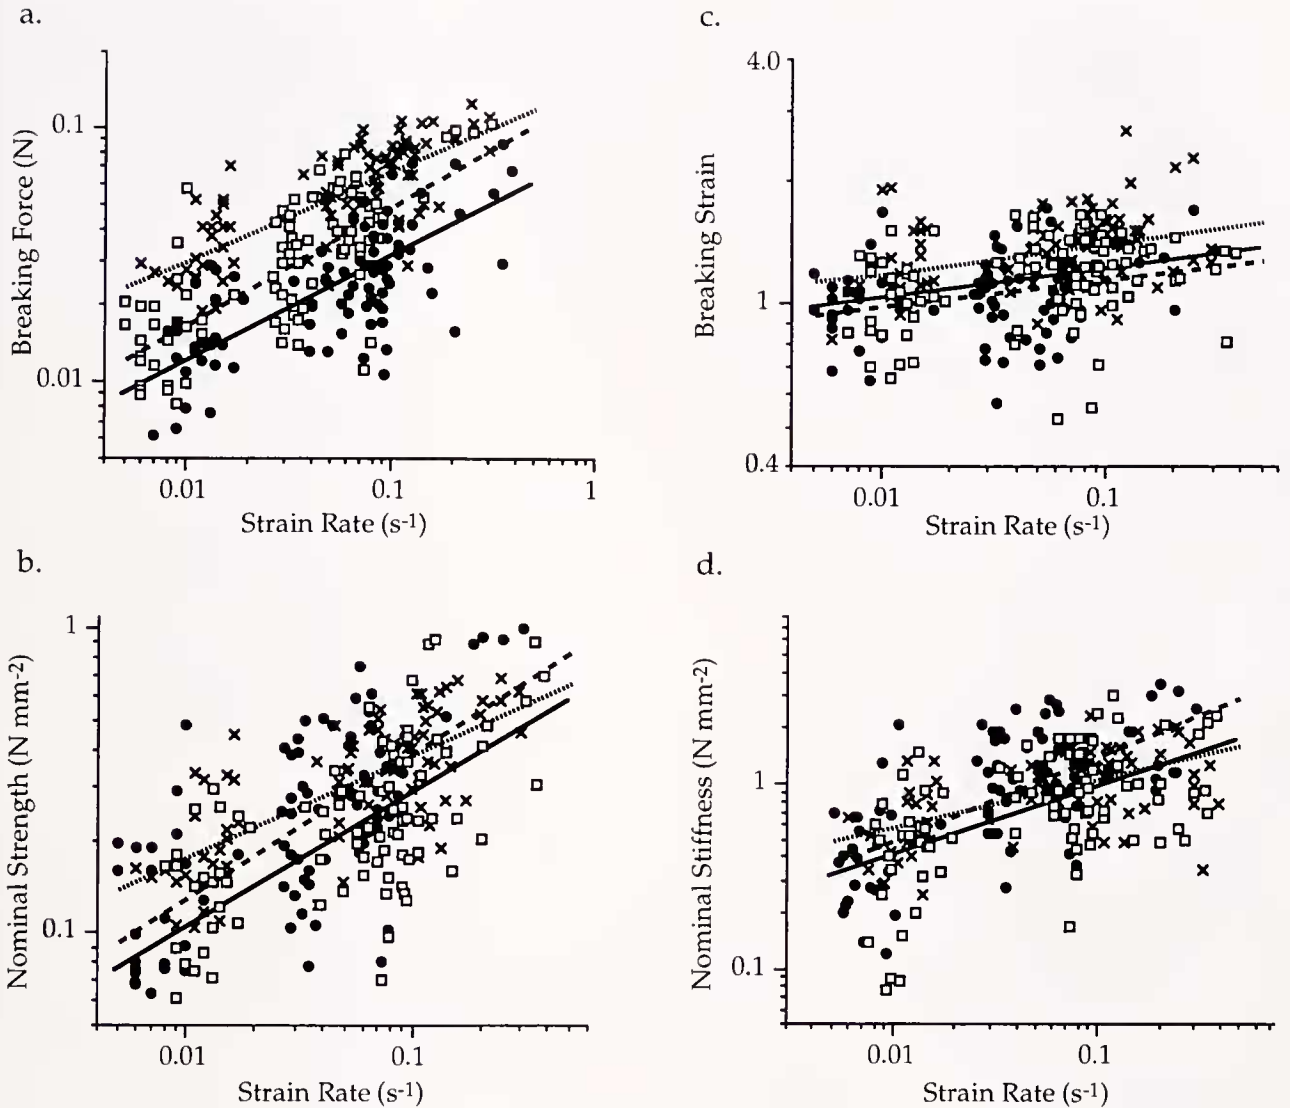 a.
Breaking Force (N)
0.1
0.01
0.01
0.1
1
Strain Rate (s-1)
c.
Breaking Strain
4.0
1
0.4
0.01
0.1
Strain Rate (s-1)
b.
Nominal Strength (N mm-2)
1
0.1
0.01
0.1
Strain Rate (s-1)
d.
Nominal Stiffness (N mm-2)
1
0.1
0.01
0.1
Strain Rate (s-1)